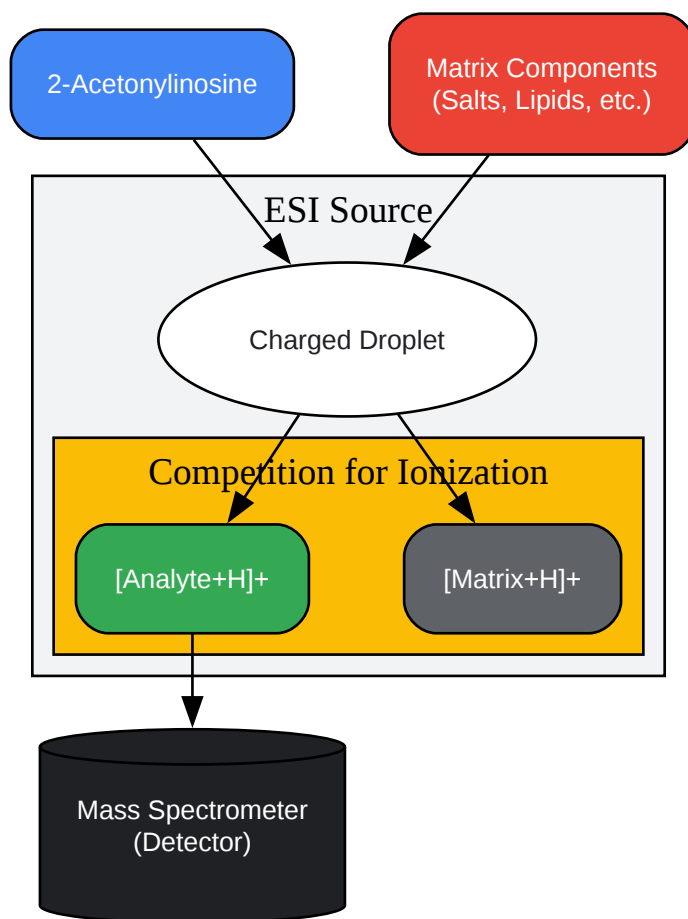 2-Acetonylinosine
Matrix Components
(Salts, Lipids, etc.)
ESI Source
Charged Droplet
Competition for Ionization
[Analyte+H]+
[Matrix+H]+
Mass Spectrometer
(Detector)